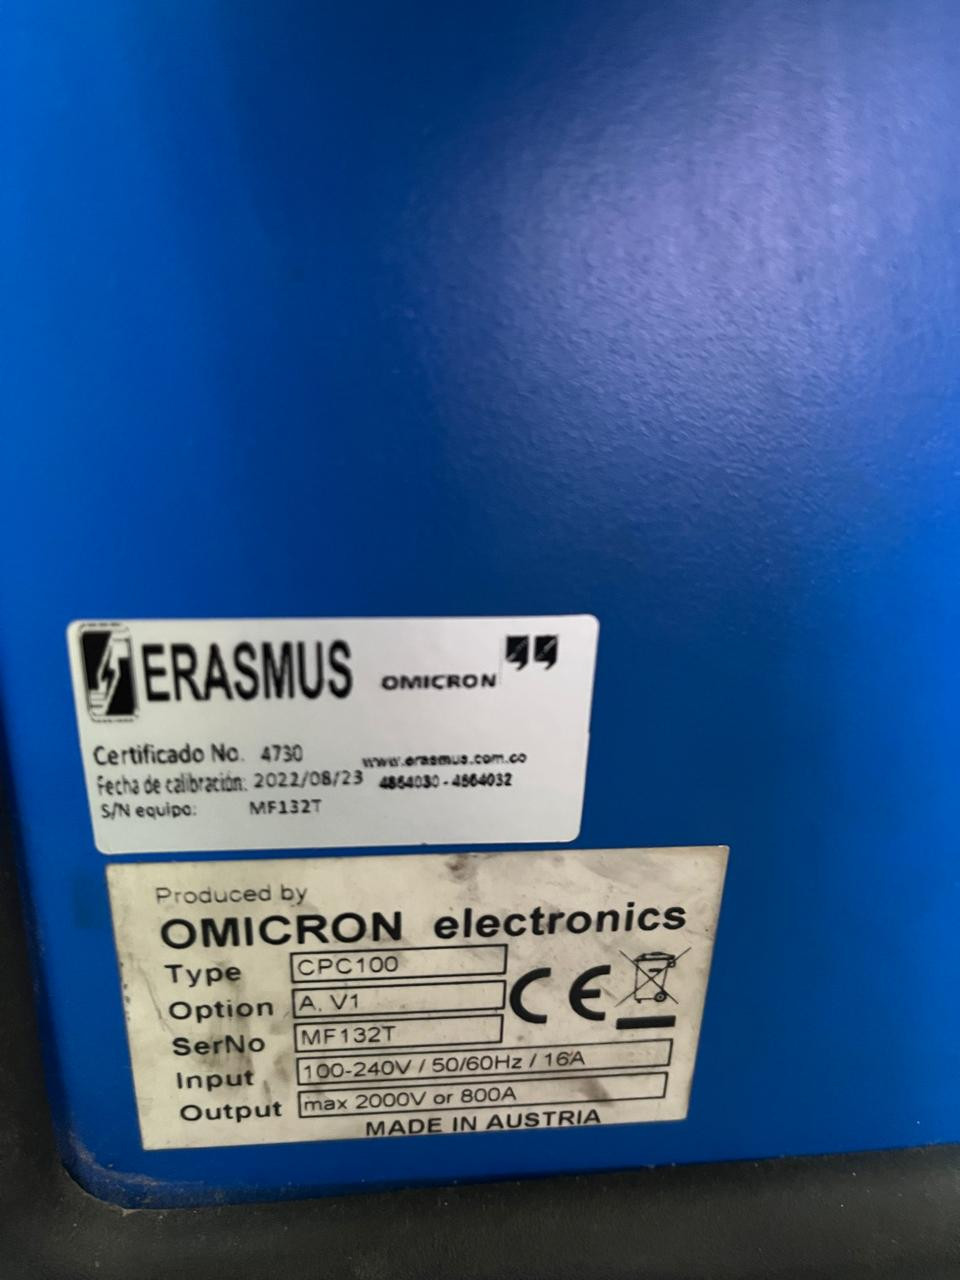 ERASMUS OMICRON
Certificado No. 4730 www.erasmus.com.co
Fecha de calibración: 2022/08/23 4864030 - 4864032
S/N equipo: MF132T
Produced by
OMICRON electronics
Type CPC100
Option A, V1
SerNo MF132T
Input 100-240V / 50/60Hz / 16A
Output max 2000V or 800A
CE
MADE IN AUSTRIA